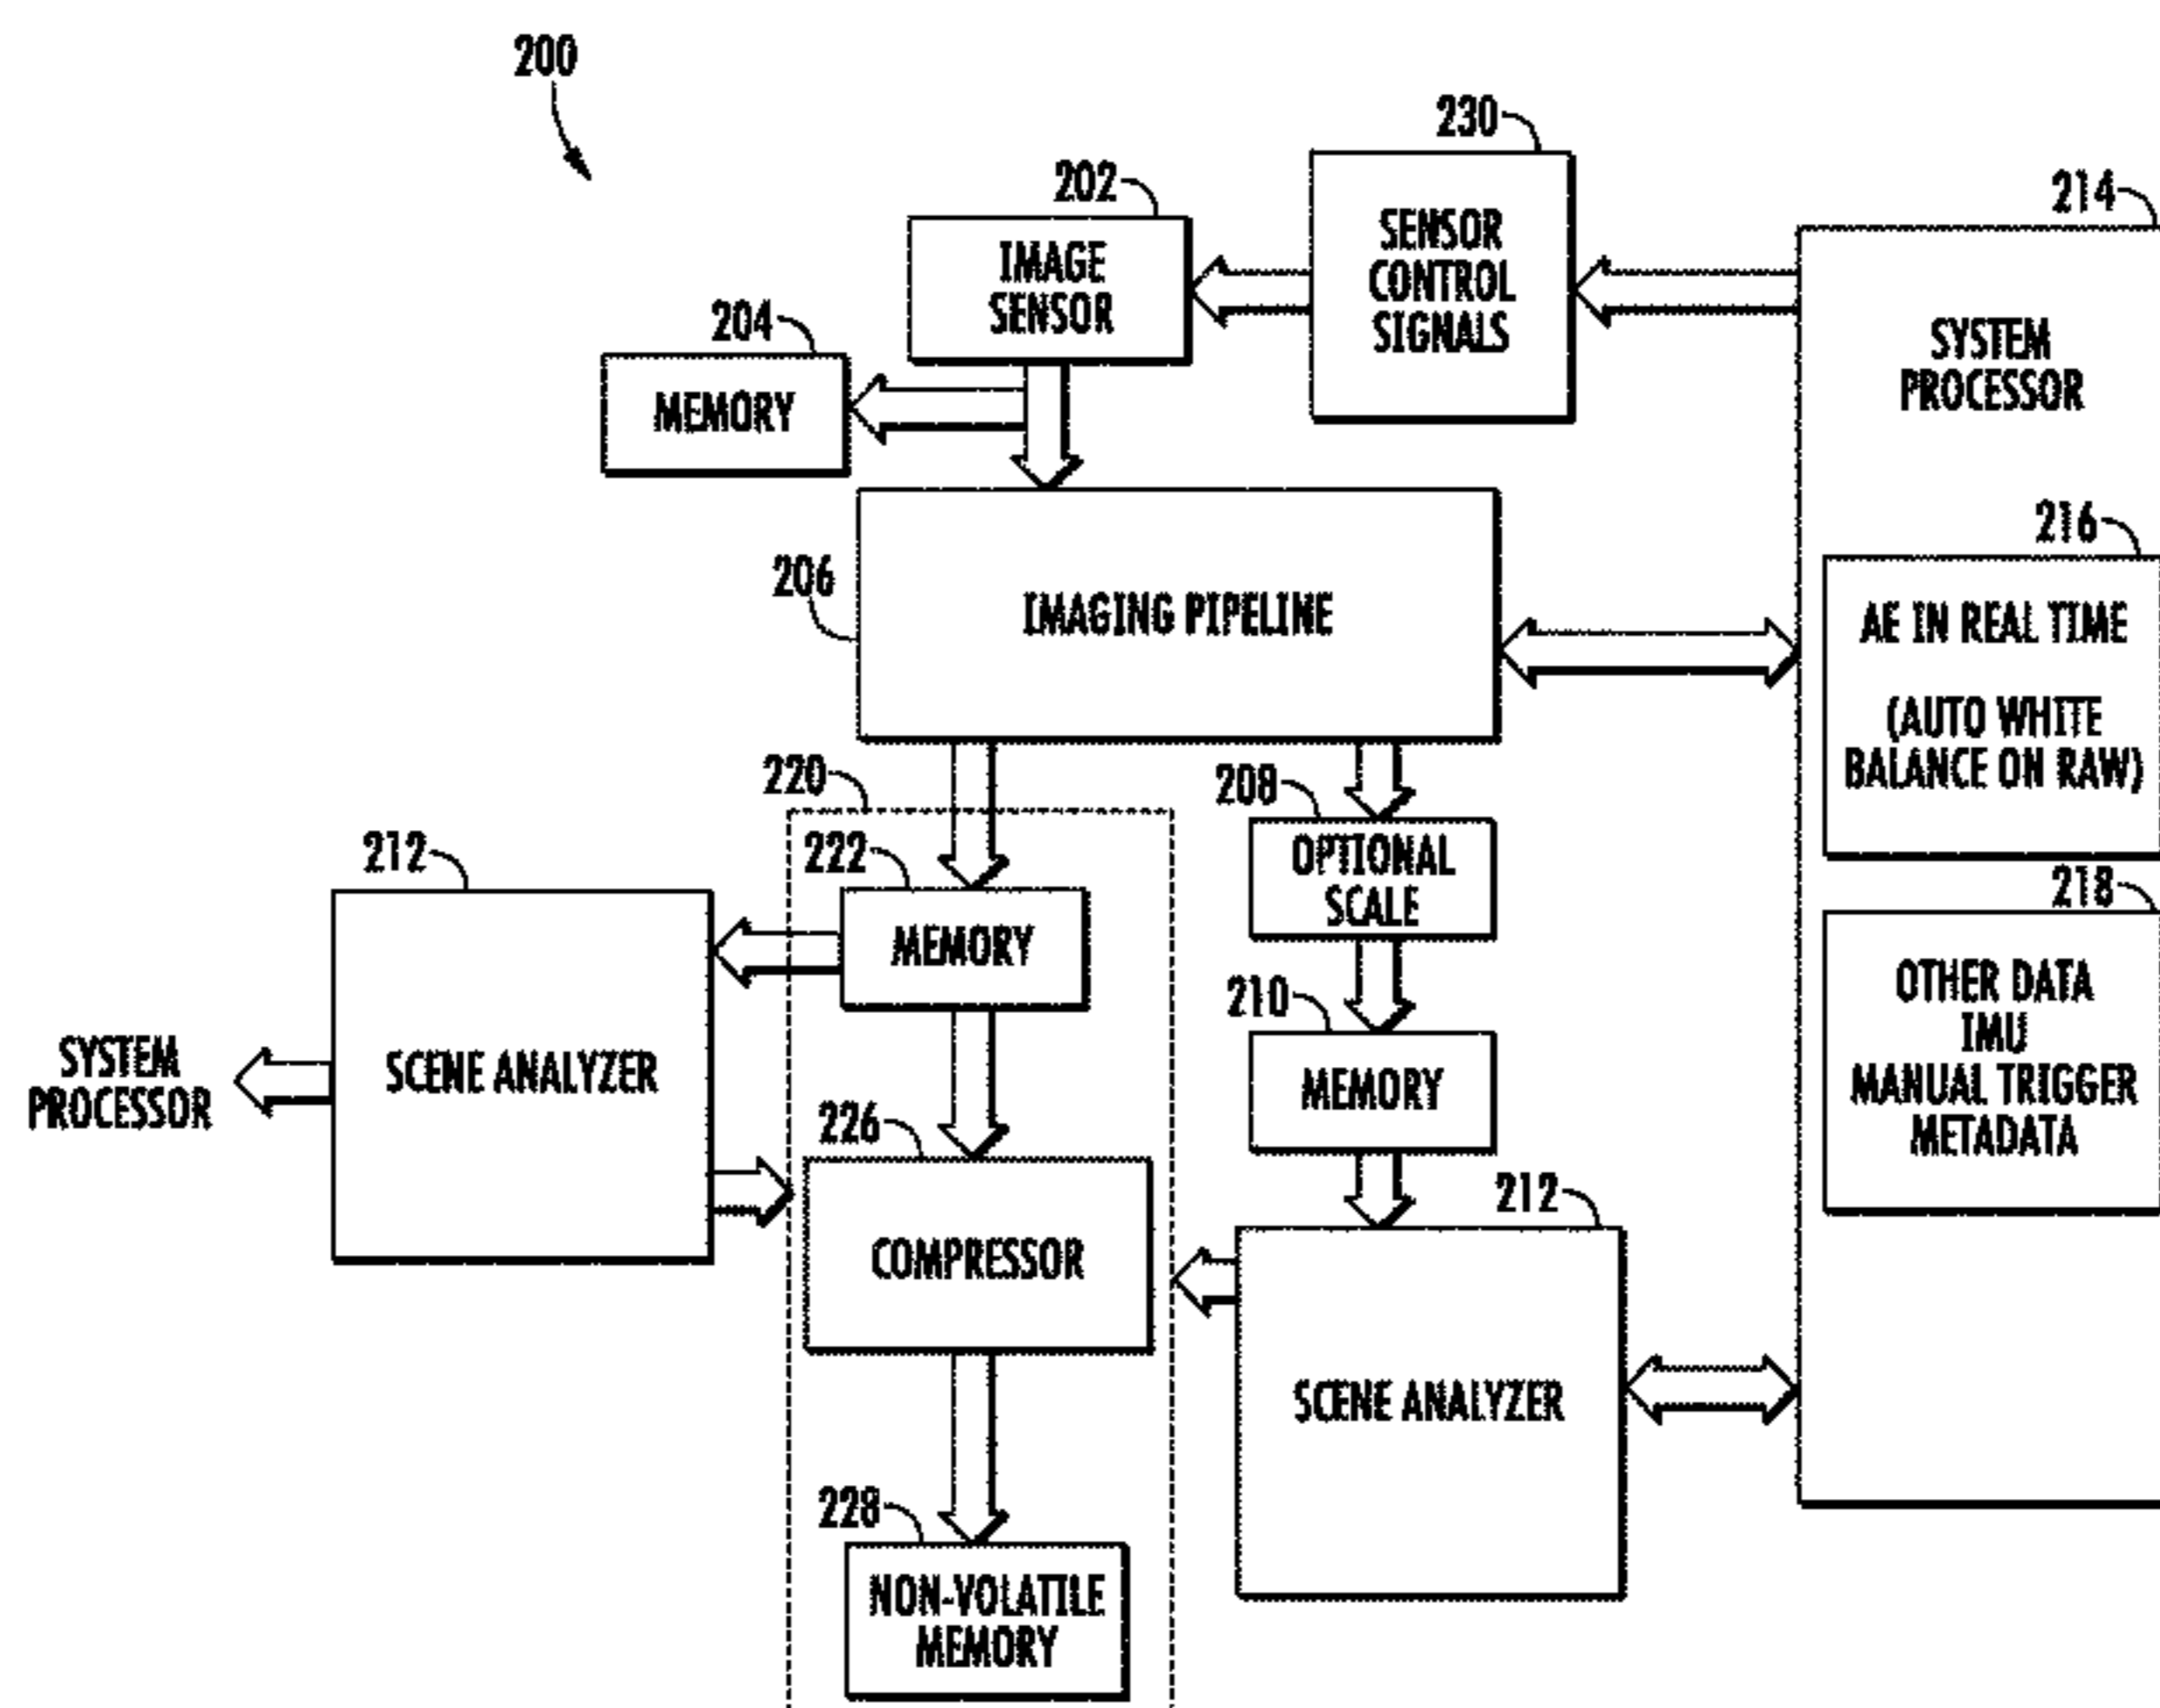 200
230
202
214
IMAGE
SENSOR
SENSOR
CONTROL
SIGNALS
204
MEMORY
SYSTEM
PROCESSOR
206
IMAGING PIPELINE
216
AE IN REAL TIME
(AUTO WHITE
BALANCE ON RAW)
220
208
212
222
OPTIONAL
SCALE
218
MEMORY
210
OTHER DATA
IMU
MANUAL TRIGGER
METADATA
SYSTEM
PROCESSOR
SCENE ANALYZER
MEMORY
226
212
COMPRESSOR
SCENE ANALYZER
228
NON-VOLATILE
MEMORY